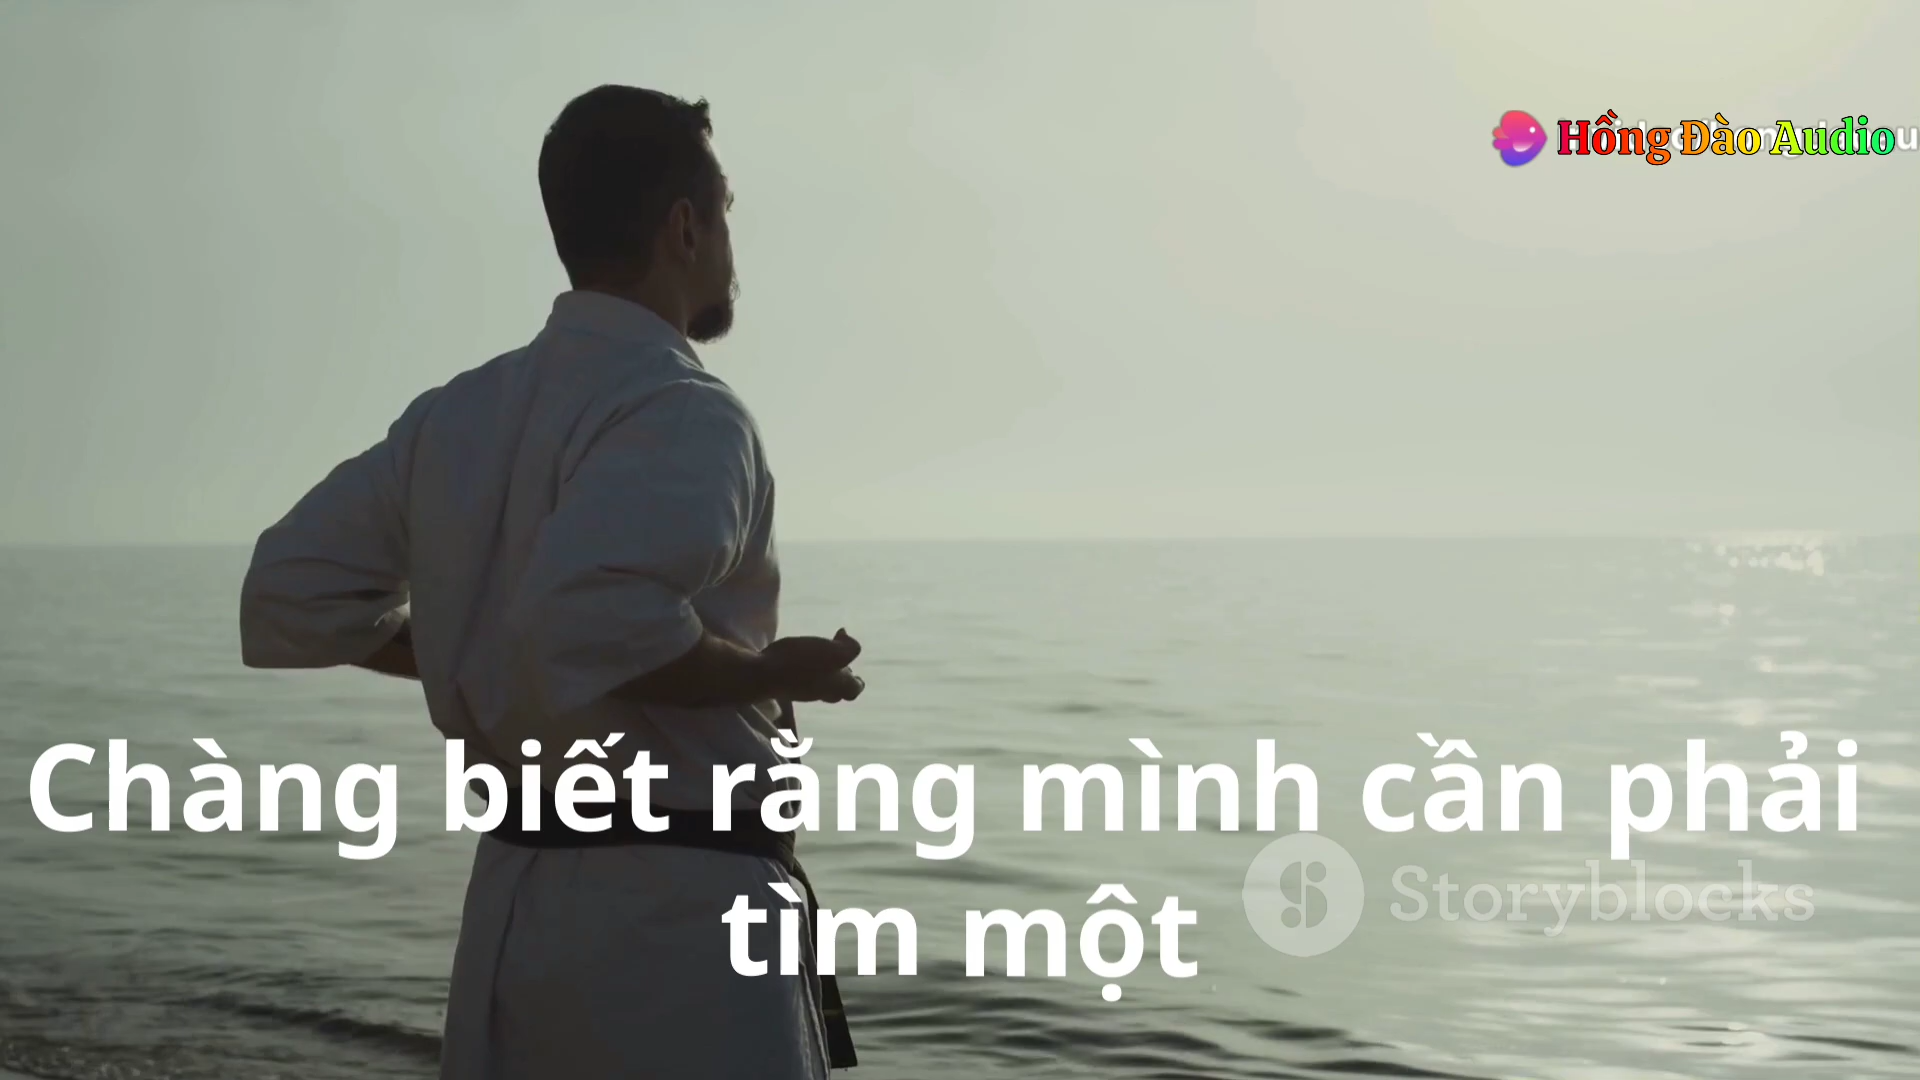 Hồng Đào Audio
Chàng biết rằng mình cần phải
tìm một
Storyblocks